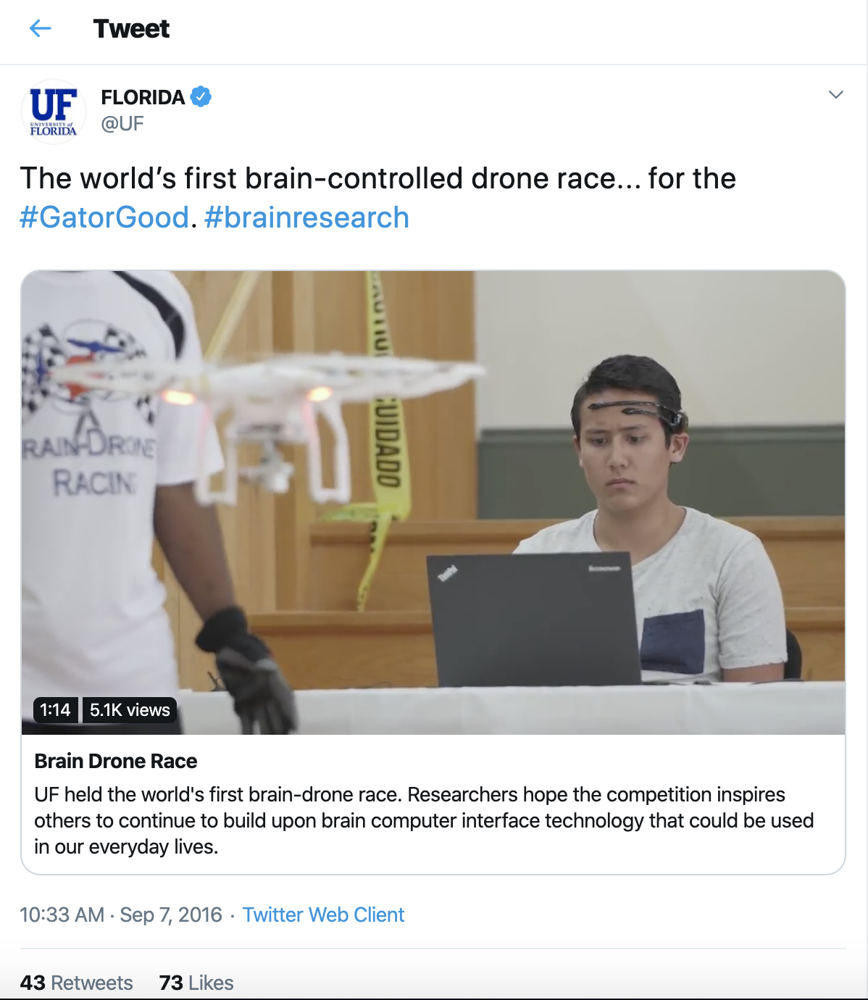 Tweet
UF
UNIVERSITY of
FLORIDA
FLORIDA
@UF
The world’s first brain-controlled drone race... for the
#GatorGood. #brainresearch
CUIDADO
RAIN-DRONE
RACING
ThinkPad
Lenovo
1:14
5.1K views
Brain Drone Race
UF held the world's first brain-drone race. Researchers hope the competition inspires
others to continue to build upon brain computer interface technology that could be used
in our everyday lives.
10:33 AM · Sep 7, 2016 · Twitter Web Client
43 Retweets 73 Likes